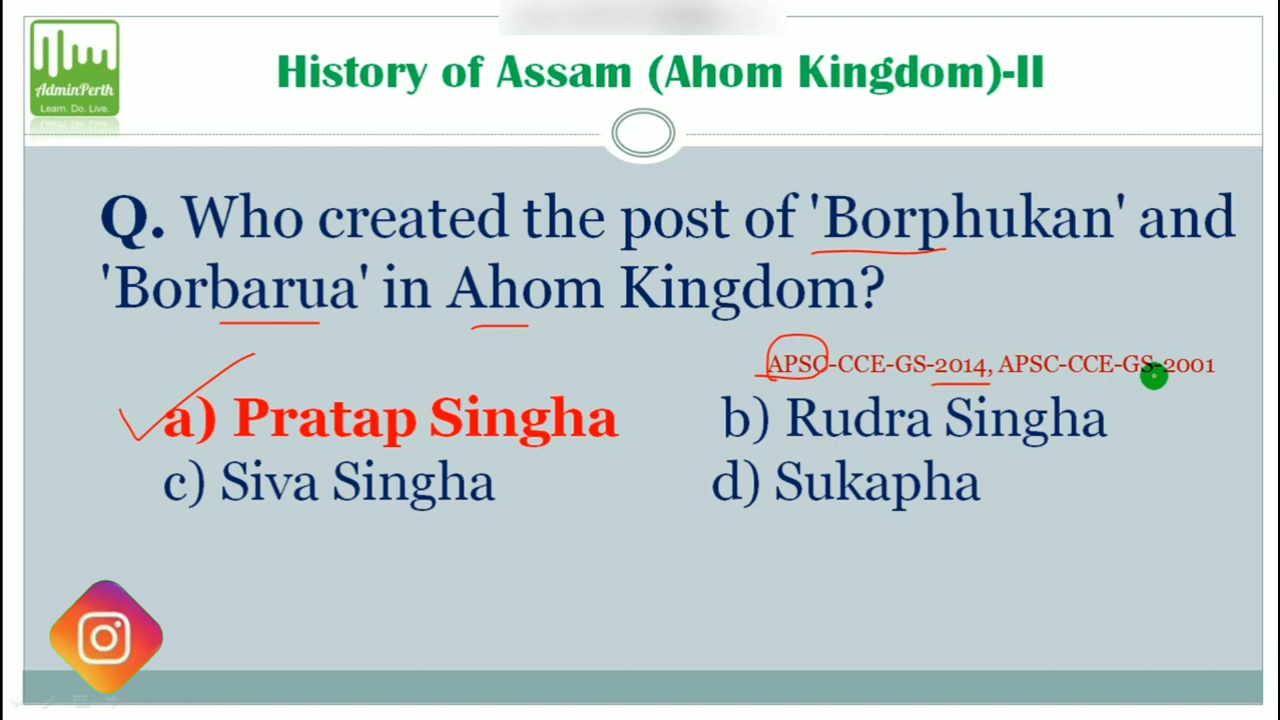 AdminPerth
Learn. Do. Live.
History of Assam (Ahom Kingdom)-II
Q. Who created the post of 'Borphukan' and
'Borbarua' in Ahom Kingdom?
APSC-CCE-GS-2014, APSC-CCE-GS-2001
a) Pratap Singha
b) Rudra Singha
c) Siva Singha
d) Sukapha